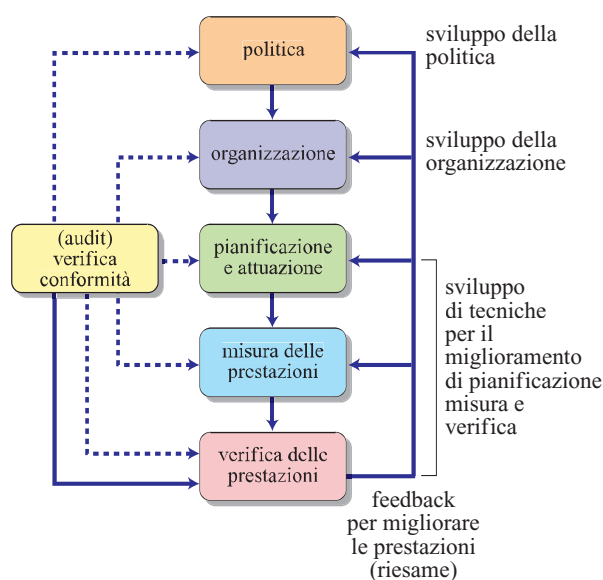 politica
sviluppo della
politica
organizzazione
sviluppo della
organizzazione
(audit)
verifica
conformità
pianificazione
e attuazione
sviluppo
di tecniche
per il
miglioramento
di pianificazione
misura e
verifica
misura delle
prestazioni
verifica delle
prestazioni
feedback
per migliorare
le prestazioni
(riesame)